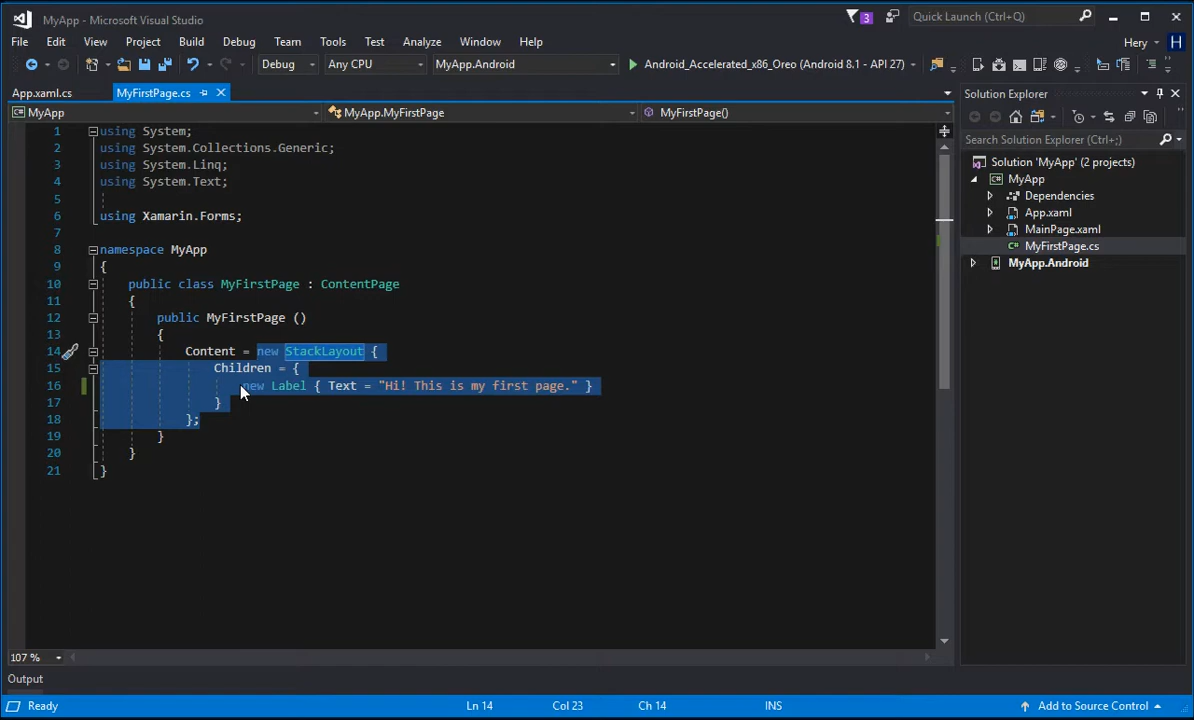 MyApp - Microsoft Visual Studio
3
Quick Launch (Ctrl+Q)
File Edit View Project Build Debug Team Tools Test Analyze Window Help
Hery H
Debug Any CPU MyApp.Android Android_Accelerated_x86_Oreo (Android 8.1 - API 27)
App.xaml.cs MyFirstPage.cs
MyApp MyApp.MyFirstPage MyFirstPage()
1 using System;
2 using System.Collections.Generic;
3 using System.Linq;
4 using System.Text;
5
6 using Xamarin.Forms;
7
8 namespace MyApp
9 {
10 public class MyFirstPage : ContentPage
11 {
12 public MyFirstPage ()
13 {
14 Content = new StackLayout {
15 Children = {
16 new Label { Text = "Hi! This is my first page." }
17 }
18 };
19 }
20 }
21 }
107 %
Solution Explorer
Search Solution Explorer (Ctrl+;)
Solution 'MyApp' (2 projects)
MyApp
Dependencies
App.xaml
MainPage.xaml
C# MyFirstPage.cs
MyApp.Android
Output
Ready Ln 14 Col 23 Ch 14 INS Add to Source Control